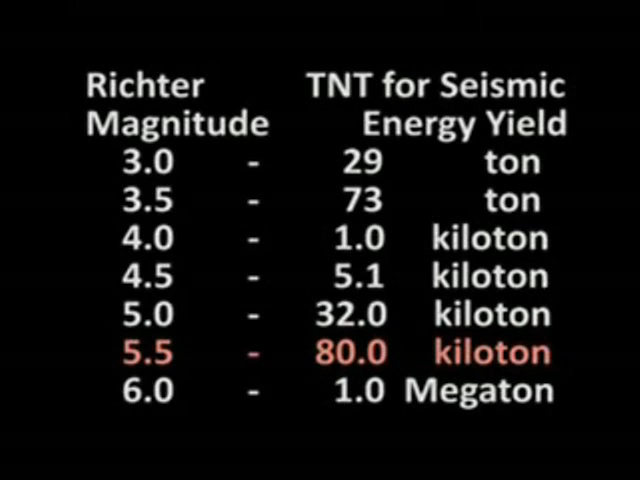 Richter TNT for Seismic
Magnitude Energy Yield
3.0 - 29 ton
3.5 - 73 ton
4.0 - 1.0 kiloton
4.5 - 5.1 kiloton
5.0 - 32.0 kiloton
5.5 - 80.0 kiloton
6.0 - 1.0 Megaton